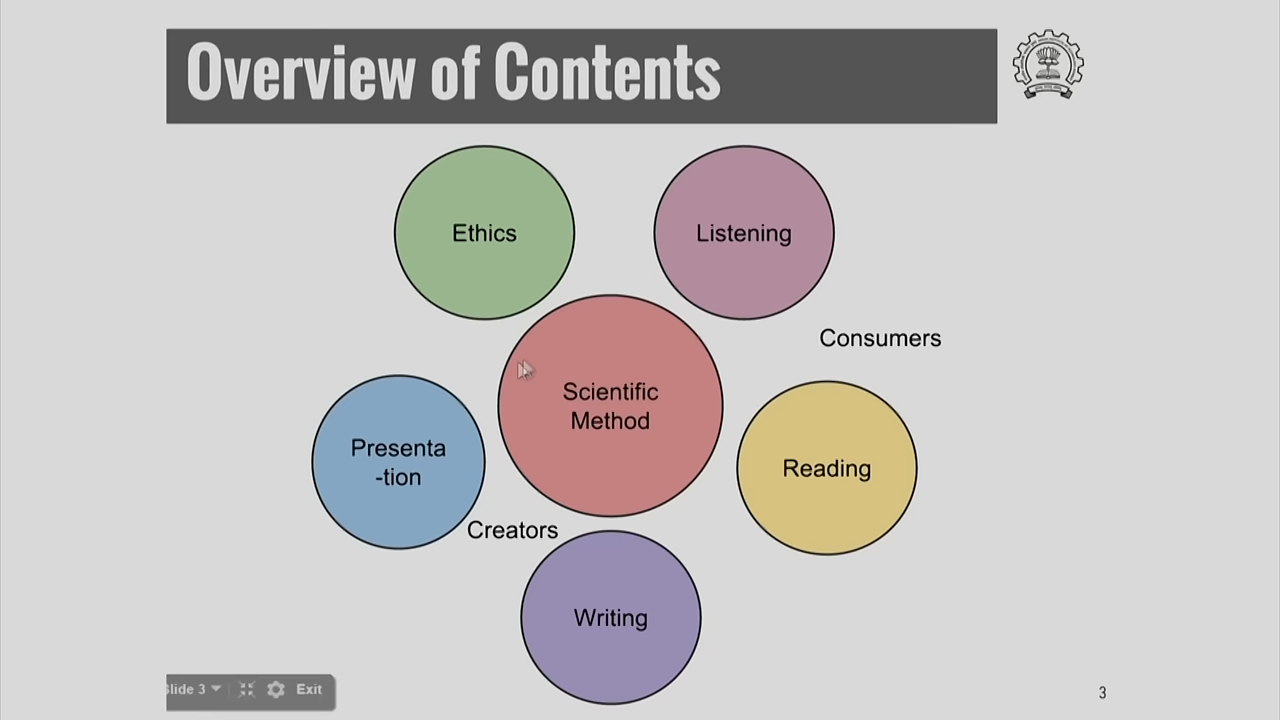 Overview of Contents
Ethics
Listening
Consumers
Scientific
Method
Presenta
-tion
Reading
Creators
Writing
Slide 3
Exit
3